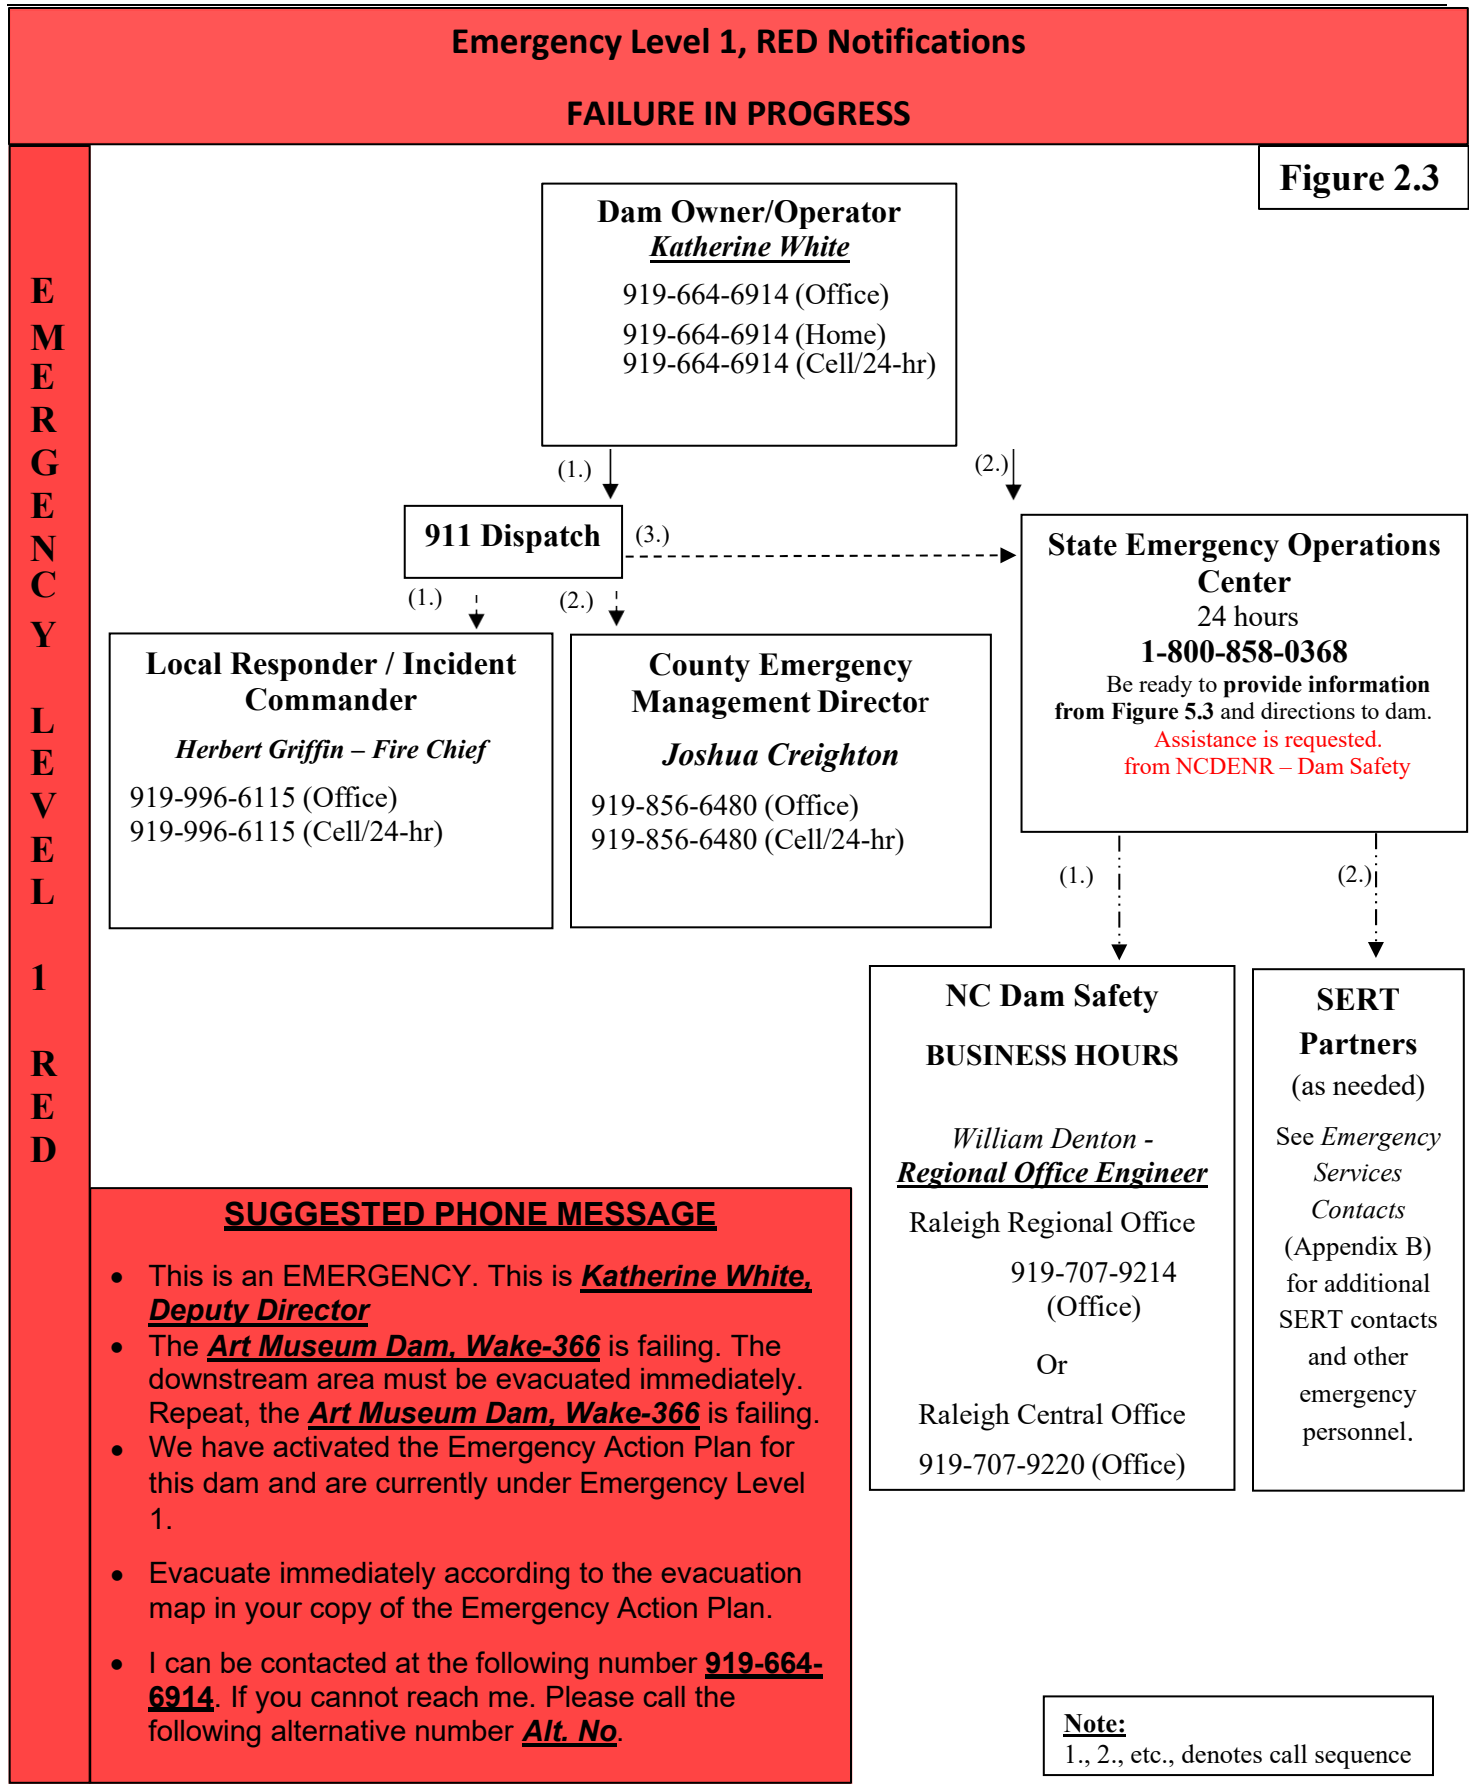 Emergency Level 1, RED Notifications
FAILURE IN PROGRESS
Figure 2.3
E
M
E
R
G
E
N
C
Y
L
E
V
E
L
1
R
E
D
Dam Owner/Operator
Katherine White
919-664-6914 (Office)
919-664-6914 (Home)
919-664-6914 (Cell/24-hr)
(1.)
(2.)
911 Dispatch
(3.)
State Emergency Operations
Center
24 hours
1-800-858-0368
Be ready to provide information
from Figure 5.3 and directions to dam.
Assistance is requested.
from NCDENR – Dam Safety
(1.)
(2.)
Local Responder / Incident
Commander
Herbert Griffin – Fire Chief
919-996-6115 (Office)
919-996-6115 (Cell/24-hr)
County Emergency
Management Director
Joshua Creighton
919-856-6480 (Office)
919-856-6480 (Cell/24-hr)
(1.)
(2.)
NC Dam Safety
BUSINESS HOURS
William Denton -
Regional Office Engineer
Raleigh Regional Office
919-707-9214
(Office)
Or
Raleigh Central Office
919-707-9220 (Office)
SERT
Partners
(as needed)
See Emergency
Services
Contacts
(Appendix B)
for additional
SERT contacts
and other
emergency
personnel.
SUGGESTED PHONE MESSAGE
• This is an EMERGENCY. This is Katherine White,
Deputy Director
• The Art Museum Dam, Wake-366 is failing. The
downstream area must be evacuated immediately.
Repeat, the Art Museum Dam, Wake-366 is failing.
• We have activated the Emergency Action Plan for
this dam and are currently under Emergency Level
1.
• Evacuate immediately according to the evacuation
map in your copy of the Emergency Action Plan.
• I can be contacted at the following number 919-664-
6914. If you cannot reach me. Please call the
following alternative number Alt. No.
Note:
1., 2., etc., denotes call sequence